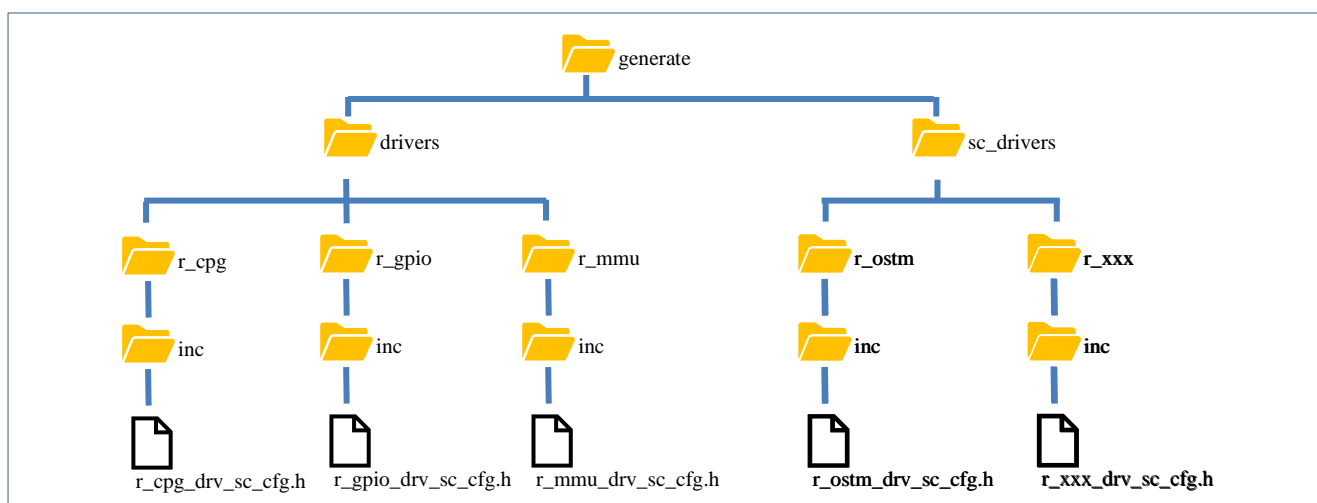 generate
drivers
sc_drivers
r_cpg
r_gpio
r_mmu
r_ostm
r_xxx
inc
inc
inc
inc
inc
r_cpg_drv_sc_cfg.h
r_gpio_drv_sc_cfg.h
r_mmu_drv_sc_cfg.h
r_ostm_drv_sc_cfg.h
r_xxx_drv_sc_cfg.h